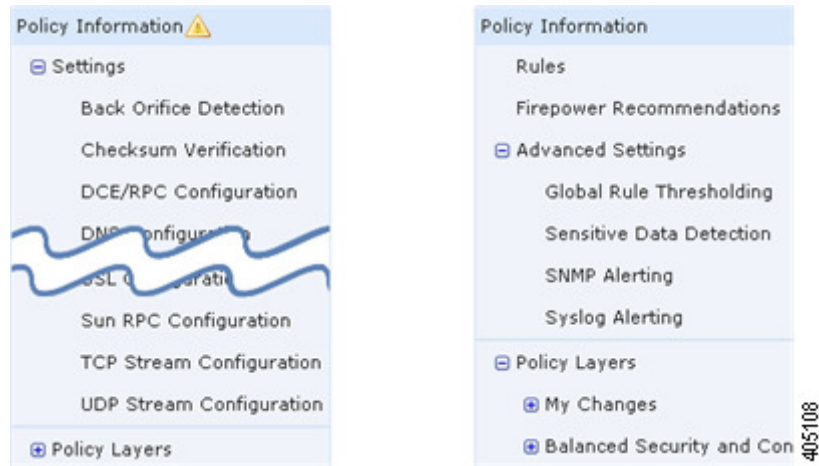 Policy Information
Settings
Back Orifice Detection
Checksum Verification
DCE/RPC Configuration
Sun RPC Configuration
TCP Stream Configuration
UDP Stream Configuration
Policy Layers
Policy Information
Rules
Firepower Recommendations
Advanced Settings
Global Rule Thresholding
Sensitive Data Detection
SNMP Alerting
Syslog Alerting
Policy Layers
My Changes
Balanced Security and Con
405108